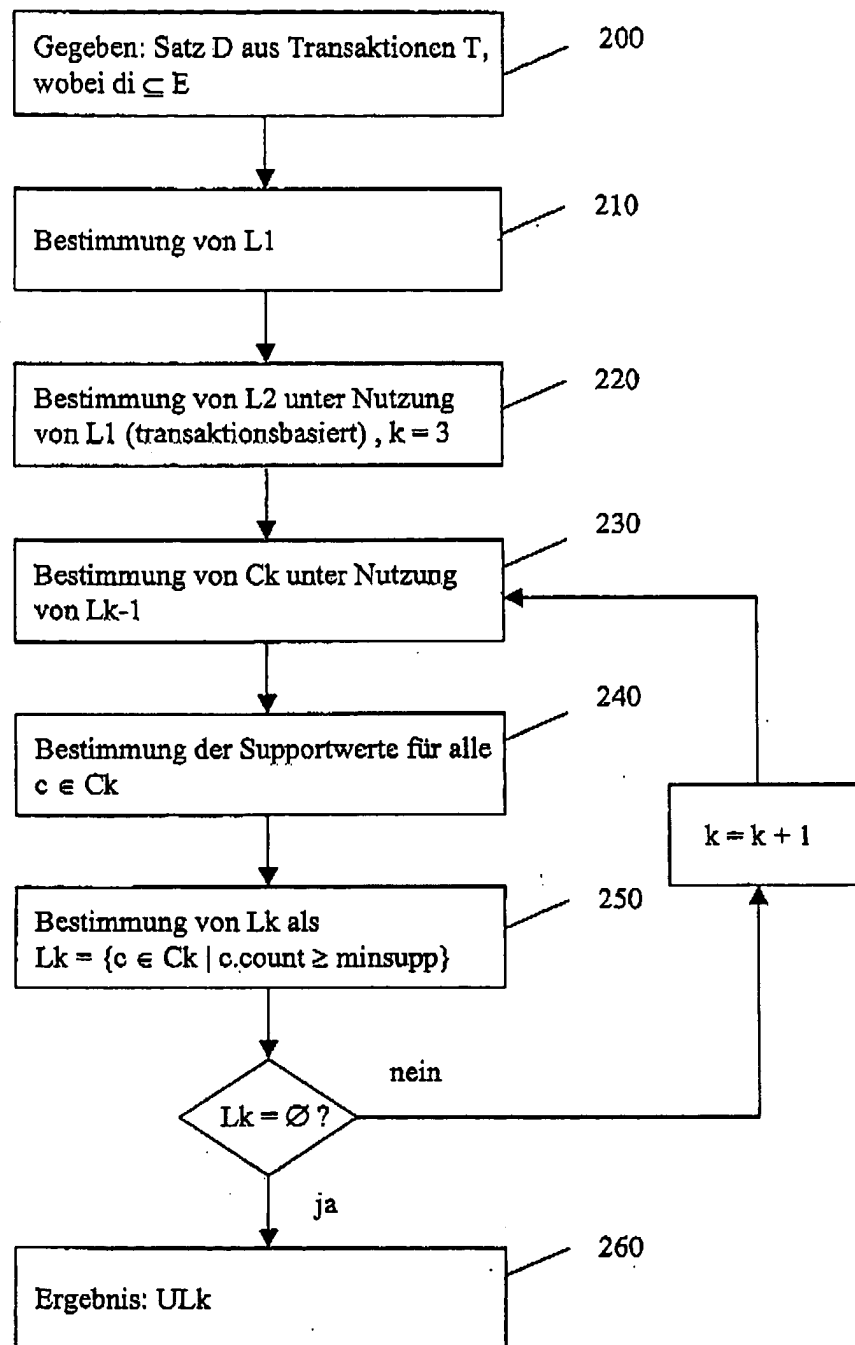 Gegeben: Satz D aus Transaktionen T,
wobei di ⊆ E
200
Bestimmung von L1
210
Bestimmung von L2 unter Nutzung
von L1 (transaktionsbasiert) , k = 3
220
Bestimmung von Ck unter Nutzung
von Lk-1
230
Bestimmung der Supportwerte für alle
c ∈ Ck
240
k = k + 1
Bestimmung von Lk als
Lk = {c ∈ Ck | c.count ≥ minsupp}
250
nein
Lk = ∅ ?
ja
Ergebnis: ULk
260